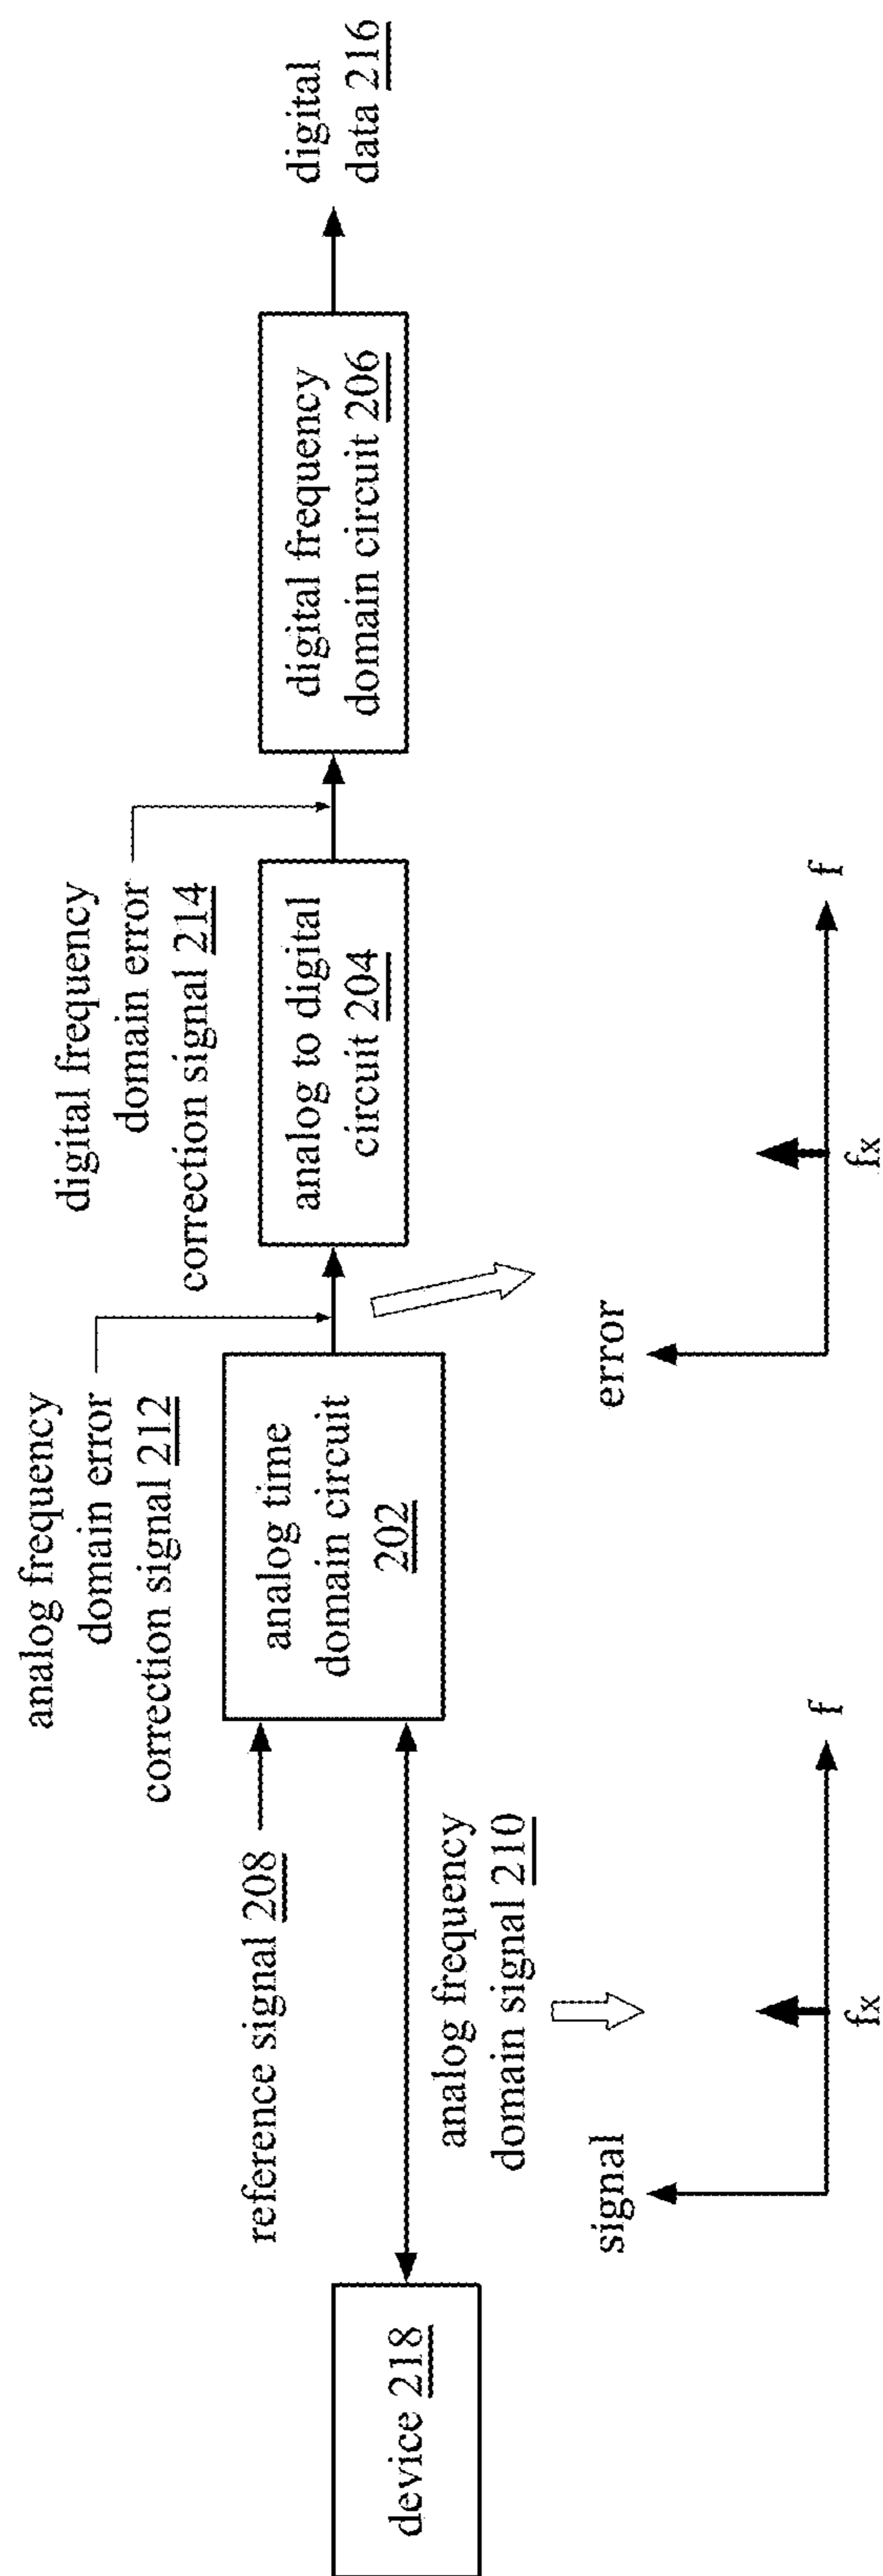 device 218
reference signal 208
analog frequency
domain signal 210
signal
fx
f
analog frequency
domain error
correction signal 212
analog time
domain circuit
202
error
fx
f
digital frequency
domain error
correction signal 214
analog to digital
circuit 204
digital frequency
domain circuit 206
digital
data 216